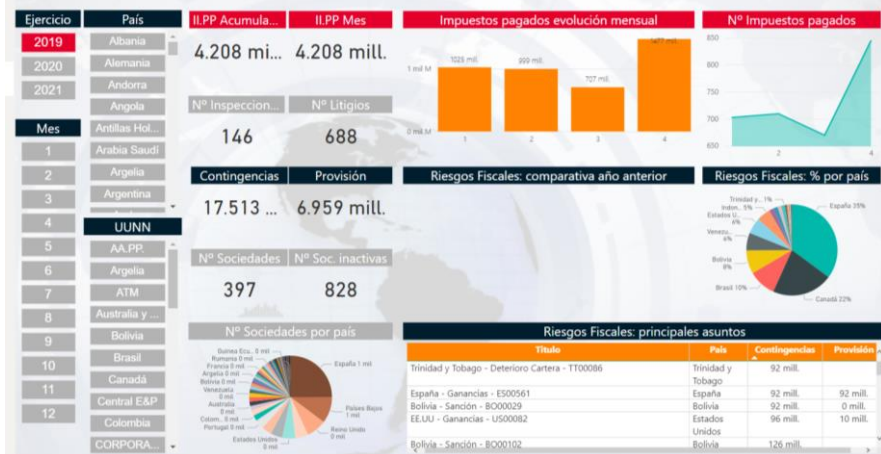 Ejercicio
2019
2020
2021
Mes
1
2
3
4
5
6
7
8
9
10
11
12
País
Albania
Alemania
Andorra
Angola
Antillas Hol...
Arabia Saudí
Argelia
Argentina
UUNN
AA.PP.
Argelia
ATM
Australia y ...
Bolivia
Brasil
Canadá
Central E&P
Colombia
CORPORA...
II.PP Acumula...
II.PP Mes
4.208 mi...
4.208 mill.
Nº Inspeccion...
Nº Litigios
146
688
Contingencias
Provisión
17.513 ...
6.959 mill.
Nº Sociedades
Nº Soc. inactivas
397
828
Nº Sociedades por país
Guinea Ecu... 0 mil
Rumania 0 mil
Francia 0 mil
Argelia 0 mil
Bolivia 0 mil
Venezuela
0 mil
Australia
0 mil
Colom... 0 mil
Portugal 0 mil
Estados Unidos
0 mil
España 1 mil
Países Bajos
1 mil
Reino Unido
0 mil
Impuestos pagados evolución mensual
1 mil M
0 mil M
1025 mill.
999 mill.
707 mill.
1477 mill.
1
2
3
4
Nº Impuestos pagados
850
800
750
700
650
2
4
Riesgos Fiscales: comparativa año anterior
Riesgos Fiscales: % por país
Trinidad y... 1%
Indon... 5%
Estados U...
6%
Venezu...
6%
Bolivia
8%
Brasil 10%
España 35%
Canadá 22%
Riesgos Fiscales: principales asuntos
Titulo País Contingencias Provisión
Trinidad y Tobago - Deterioro Cartera - TT00086 Trinidad y 92 mill.
Tobago
España - Ganancias - ES00561 España 92 mill. 92 mill.
Bolivia - Sanción - BO00029 Bolivia 92 mill. 0 mill.
EE.UU - Ganancias - US00082 Estados 96 mill. 10 mill.
Unidos
Bolivia - Sanción - BO00102 Bolivia 126 mill.